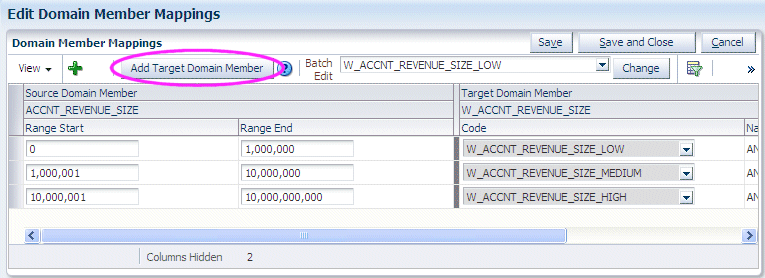 Edit Domain Member Mappings
Domain Member Mappings Save Save and Close Cancel
View Add Target Domain Member ? Batch Edit W_ACCNT_REVENUE_SIZE_LOW Change »
Source Domain Member Target Domain Member
ACCNT_REVENUE_SIZE W_ACCNT_REVENUE_SIZE
Range Start Range End Code Na
0 1,000,000 W_ACCNT_REVENUE_SIZE_LOW AN
1,000,001 10,000,000 W_ACCNT_REVENUE_SIZE_MEDIUM AN
10,000,001 10,000,000,000 W_ACCNT_REVENUE_SIZE_HIGH AN
Columns Hidden 2